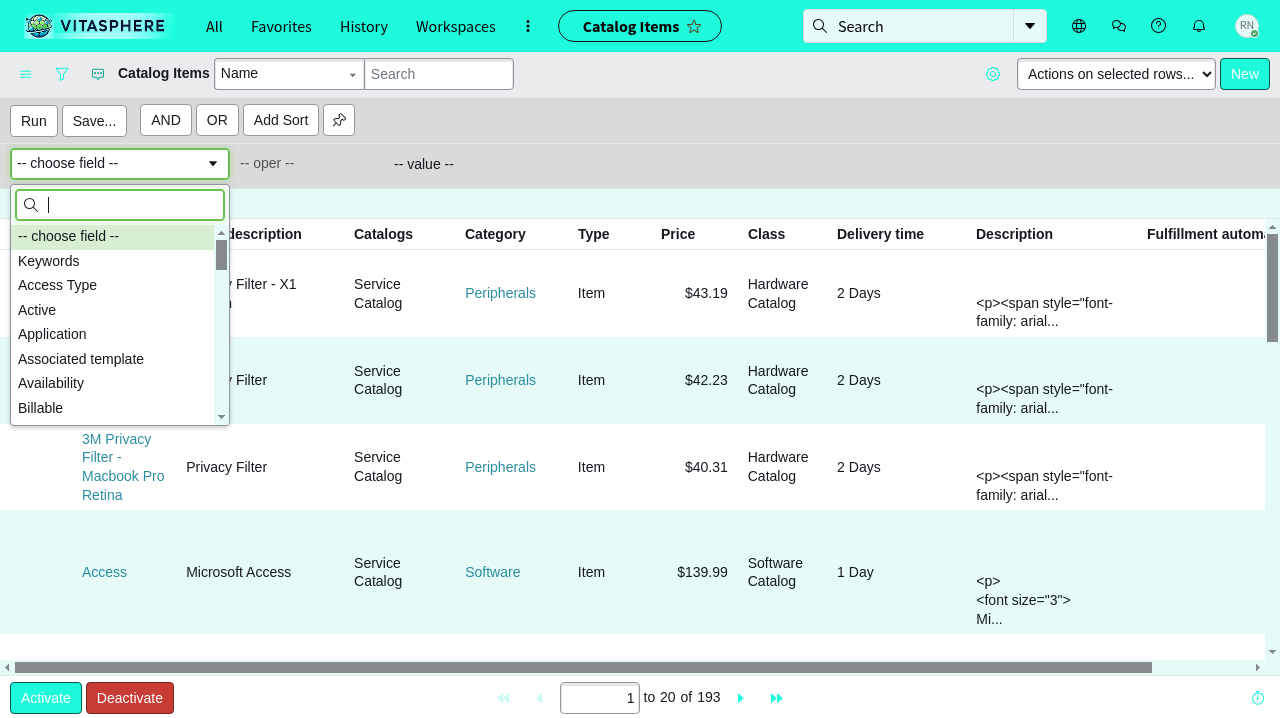 VITASPHERE All Favorites History Workspaces Catalog Items Search RN
Catalog Items Name Search Actions on selected rows... New
Run Save... AND OR Add Sort
-- choose field -- -- oper -- -- value --
-- choose field --
Keywords
Access Type
Active
Application
Associated template
Availability
Billable
description Catalogs Category Type Price Class Delivery time Description Fulfillment automa
Filter - X1
Service
Catalog
Peripherals
Item
$43.19
Hardware
Catalog
2 Days
<p><span style="font-
family: arial...
Filter
Service
Catalog
Peripherals
Item
$42.23
Hardware
Catalog
2 Days
<p><span style="font-
family: arial...
3M Privacy
Filter -
Macbook Pro
Retina
Privacy Filter
Service
Catalog
Peripherals
Item
$40.31
Hardware
Catalog
2 Days
<p><span style="font-
family: arial...
Access
Microsoft Access
Service
Catalog
Software
Item
$139.99
Software
Catalog
1 Day
<p>
<font size="3">
Mi...
Activate Deactivate 1 to 20 of 193